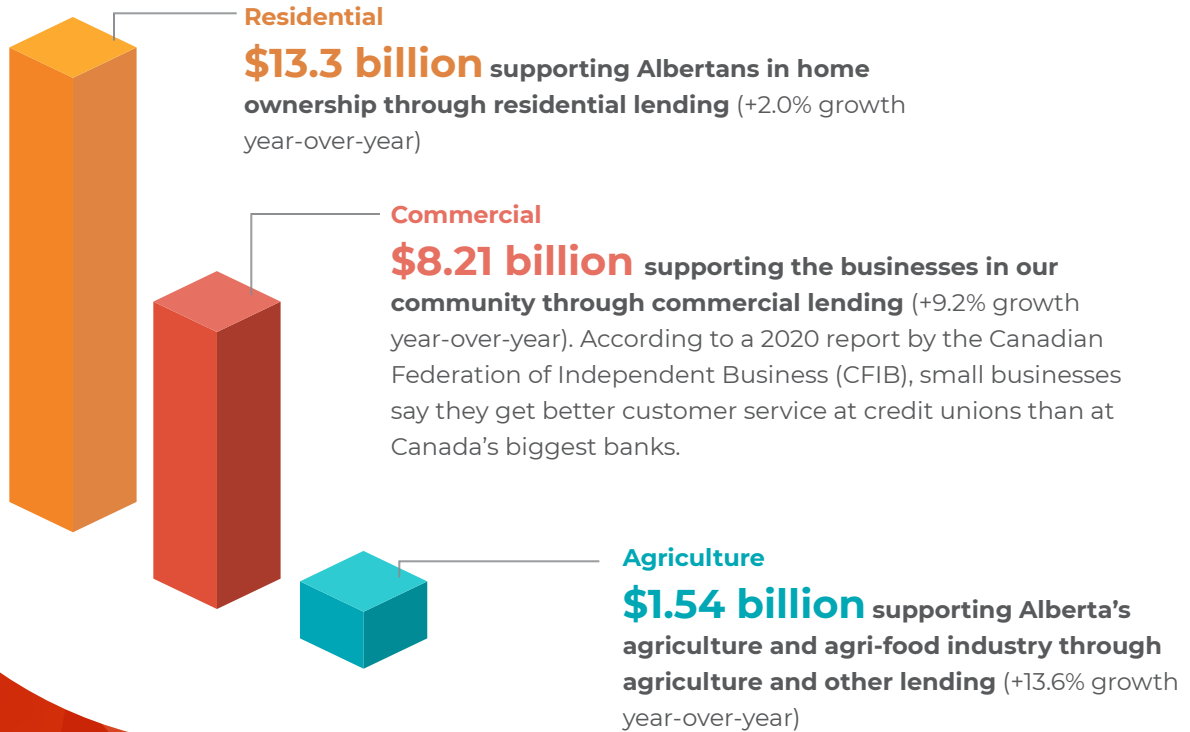 Residential
$13.3 billion supporting Albertans in home
ownership through residential lending (+2.0% growth
year-over-year)
Commercial
$8.21 billion supporting the businesses in our
community through commercial lending (+9.2% growth
year-over-year). According to a 2020 report by the Canadian
Federation of Independent Business (CFIB), small businesses
say they get better customer service at credit unions than at
Canada’s biggest banks.
Agriculture
$1.54 billion supporting Alberta’s
agriculture and agri-food industry through
agriculture and other lending (+13.6% growth
year-over-year)